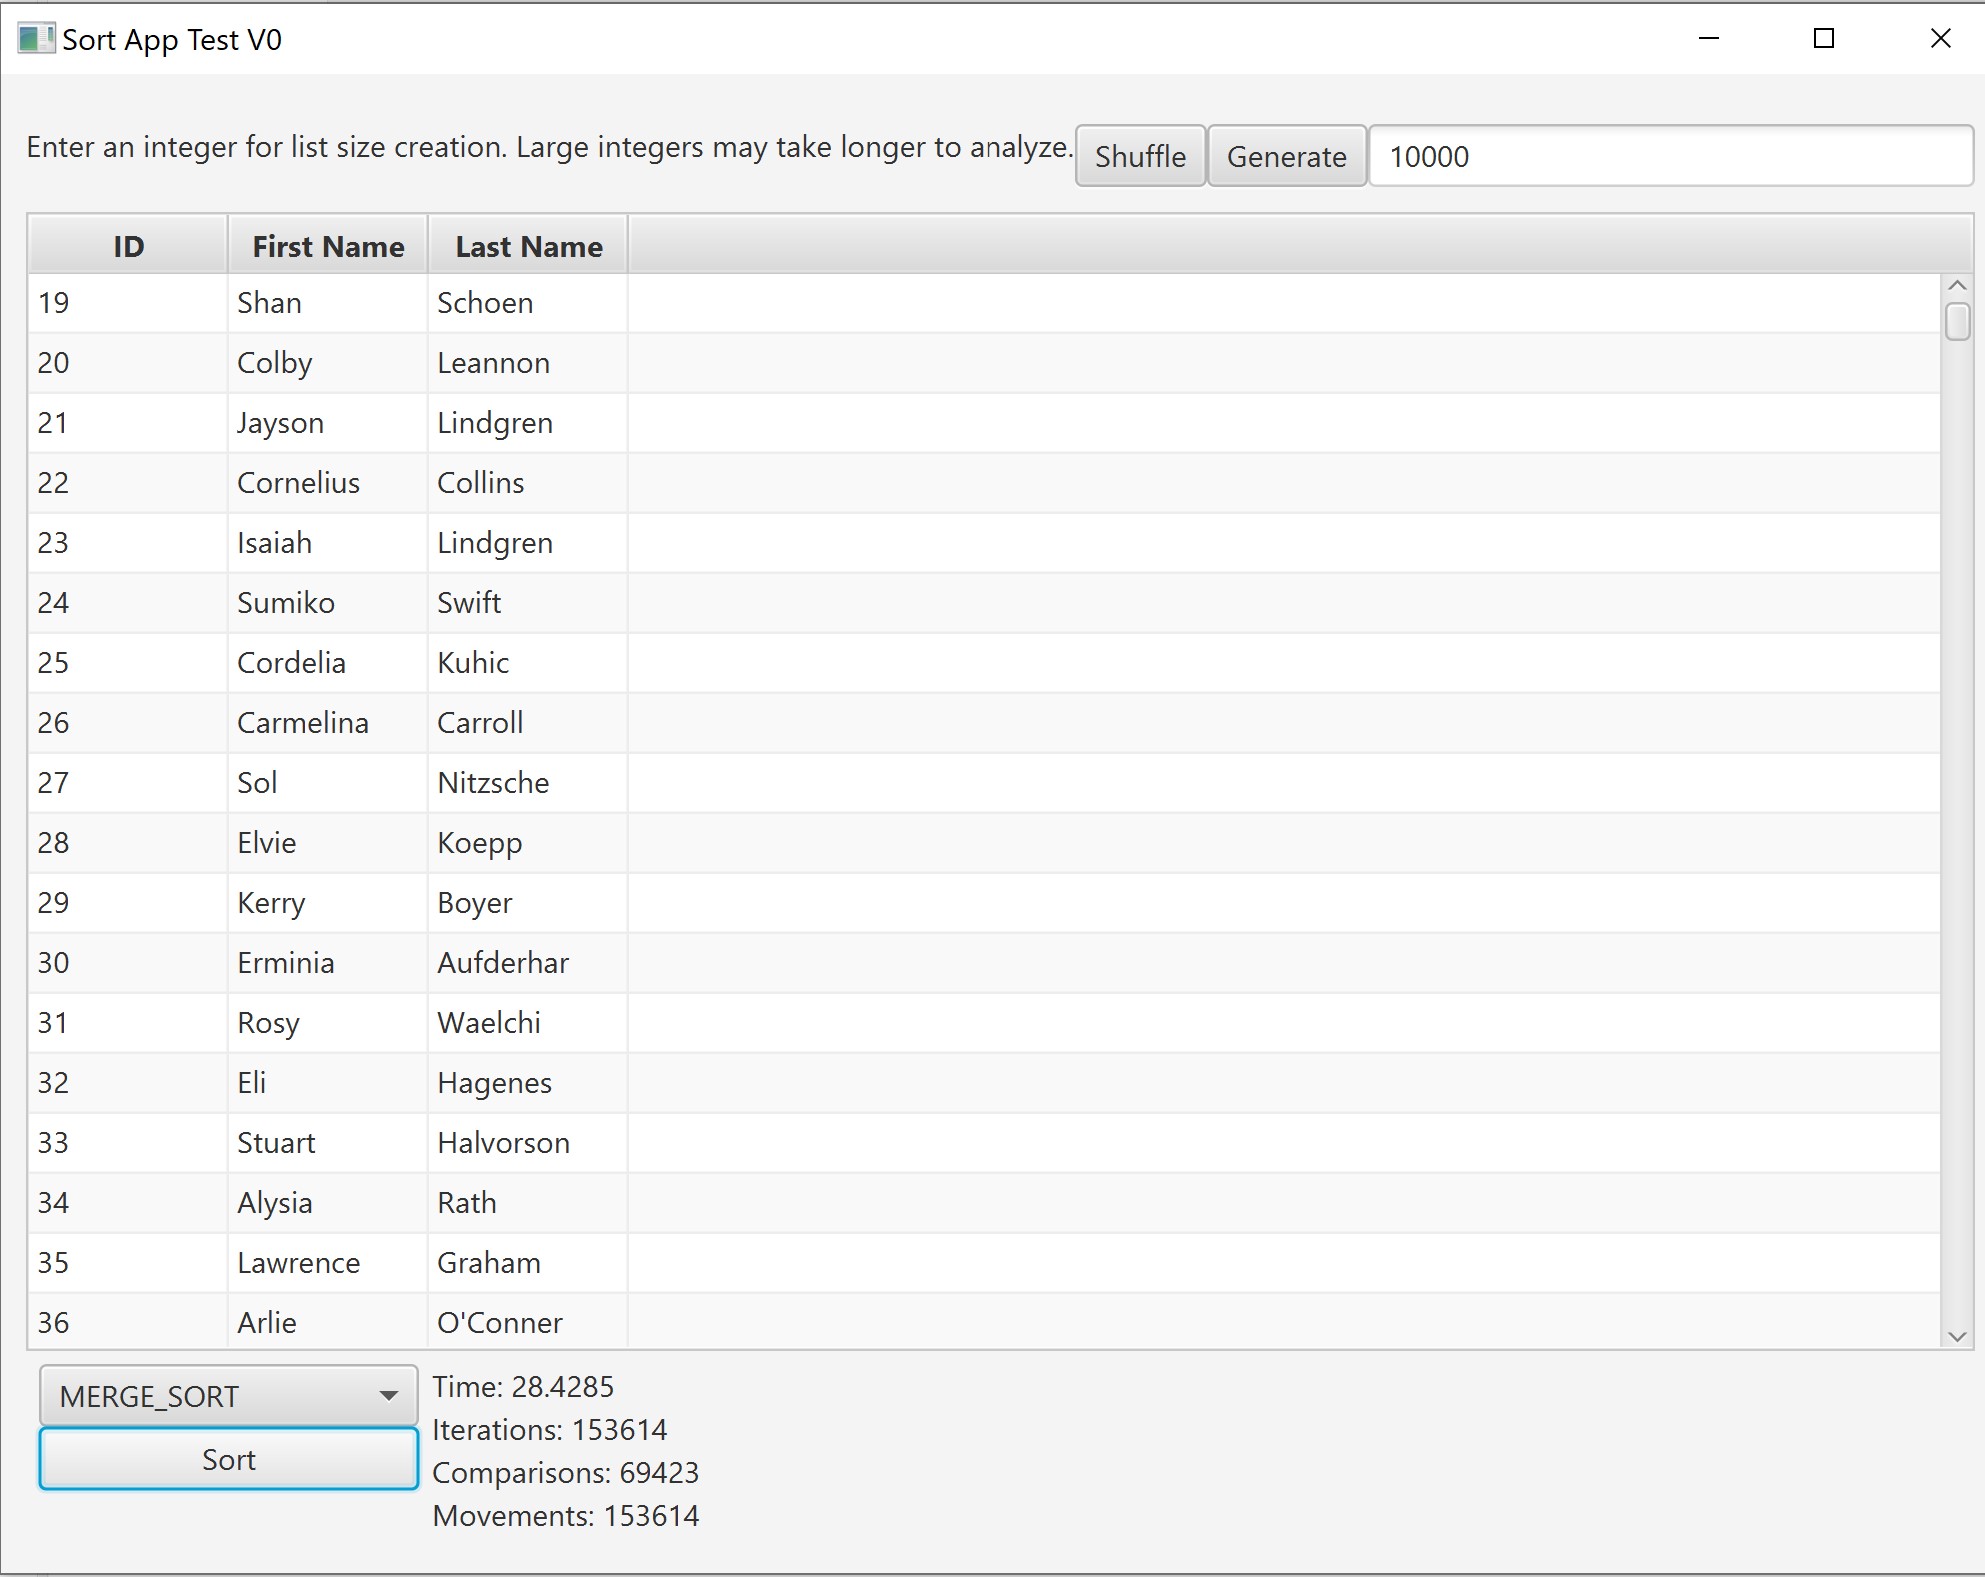 Sort App Test V0
Enter an integer for list size creation. Large integers may take longer to analyze. Shuffle Generate 10000
ID First Name Last Name
19 Shan Schoen
20 Colby Leannon
21 Jayson Lindgren
22 Cornelius Collins
23 Isaiah Lindgren
24 Sumiko Swift
25 Cordelia Kuhic
26 Carmelina Carroll
27 Sol Nitzsche
28 Elvie Koepp
29 Kerry Boyer
30 Erminia Aufderhar
31 Rosy Waelchi
32 Eli Hagenes
33 Stuart Halvorson
34 Alysia Rath
35 Lawrence Graham
36 Arlie O'Conner
MERGE_SORT
Sort
Time: 28.4285
Iterations: 153614
Comparisons: 69423
Movements: 153614